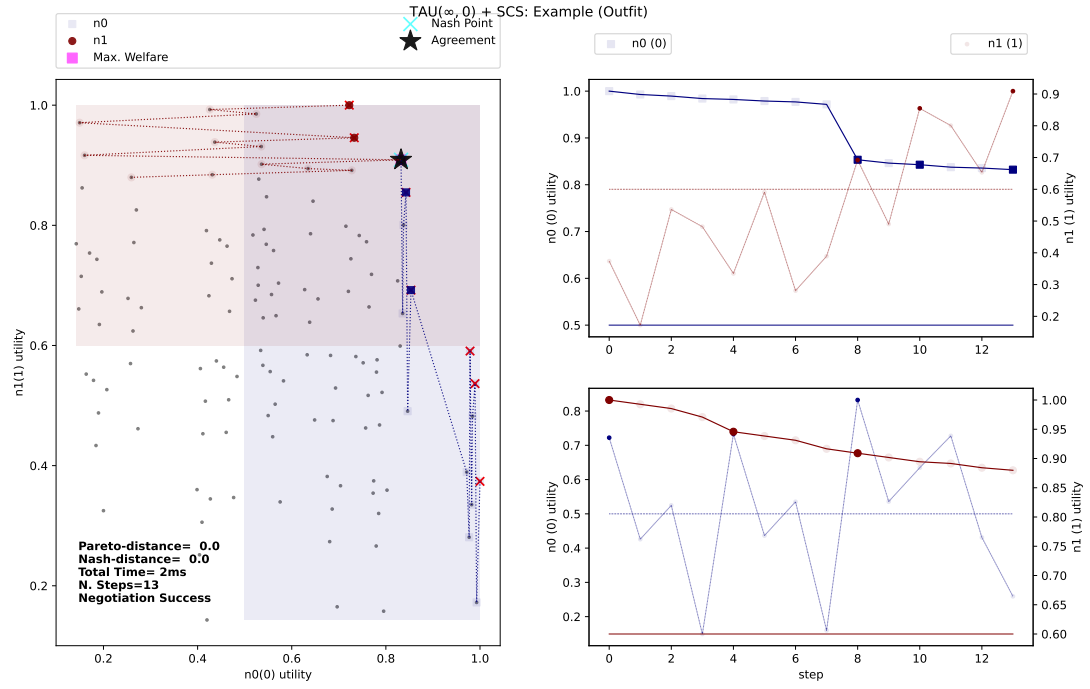 TAU(∞, 0) + SCS: Example (Outfit)
n0
n1
Max. Welfare
Nash Point
Agreement
n0 (0)
n1 (1)
1.0
0.8
0.6
0.4
0.2
n1(1) utility
0.2
0.4
0.6
0.8
1.0
n0(0) utility
Pareto-distance= 0.0
Nash-distance= 0.0
Total Time= 2ms
N. Steps=13
Negotiation Success
1.0
0.9
0.8
0.7
0.6
0.5
n0 (0) utility
0.9
0.8
0.7
0.6
0.5
0.4
0.3
0.2
n1 (1) utility
0
2
4
6
8
10
12
0.8
0.7
0.6
0.5
0.4
0.3
0.2
n0 (0) utility
1.00
0.95
0.90
0.85
0.80
0.75
0.70
0.65
0.60
n1 (1) utility
0
2
4
6
8
10
12
step